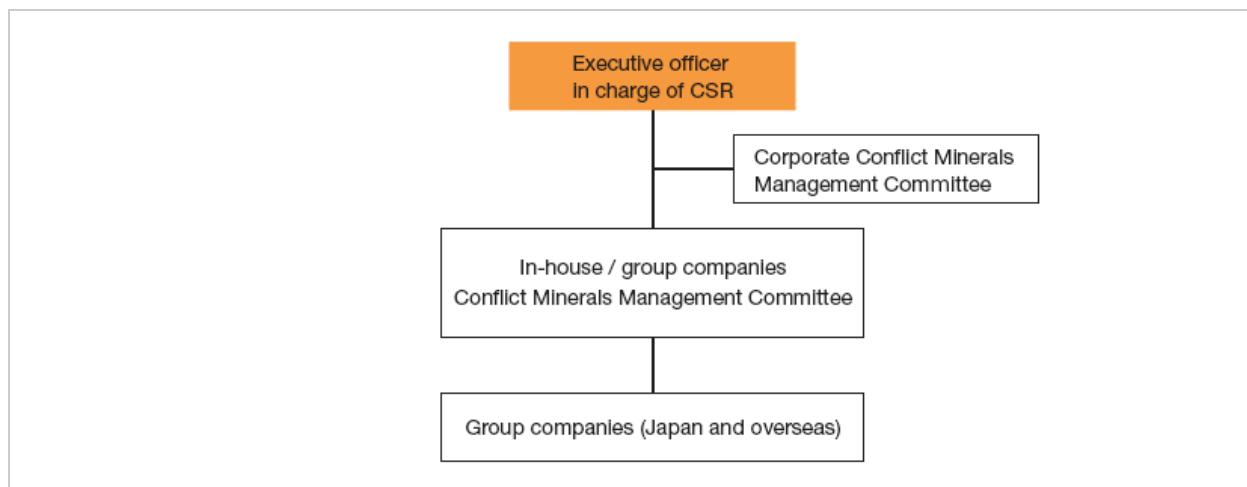 Executive officer
in charge of CSR
Corporate Conflict Minerals
Management Committee
In-house / group companies
Conflict Minerals Management Committee
Group companies (Japan and overseas)